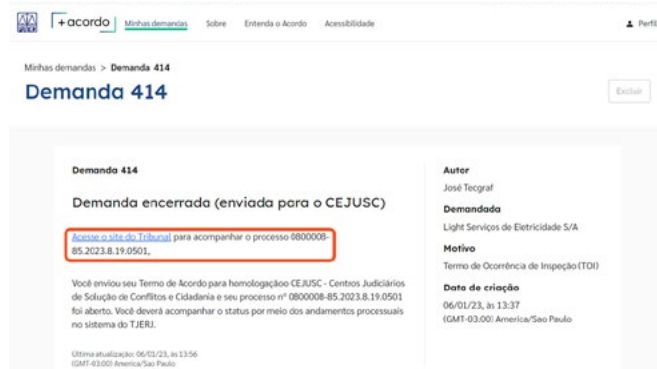 +acordo Minhas demandas Sobre Entenda o Acordo Acessibilidade Perfil
Minhas demandas > Demanda 414
Demanda 414
Excluir
Demanda 414
Demanda encerrada (enviada para o CEJUSC)
Acesse o site do Tribunal para acompanhar o processo 0800008-
85.2023.8.19.0501.
Você enviou seu Termo de Acordo para homologaçãoo CEJUSC - Centros Judiciários
de Solução de Conflitos e Cidadania e seu processo nº 0800008-85.2023.8.19.0501
foi aberto. Você deverá acompanhar o status por meio dos andamentos processuais
no sistema do TJERJ.
Última atualização: 06/01/23, às 13:56
(GMT-03:00) America/Sao Paulo
Autor
José Tecgraf
Demandada
Light Serviços de Eletricidade S/A
Motivo
Termo de Ocorrência de Inspeção (TOI)
Data de criação
06/01/23, às 13:37
(GMT-03:00) America/Sao Paulo